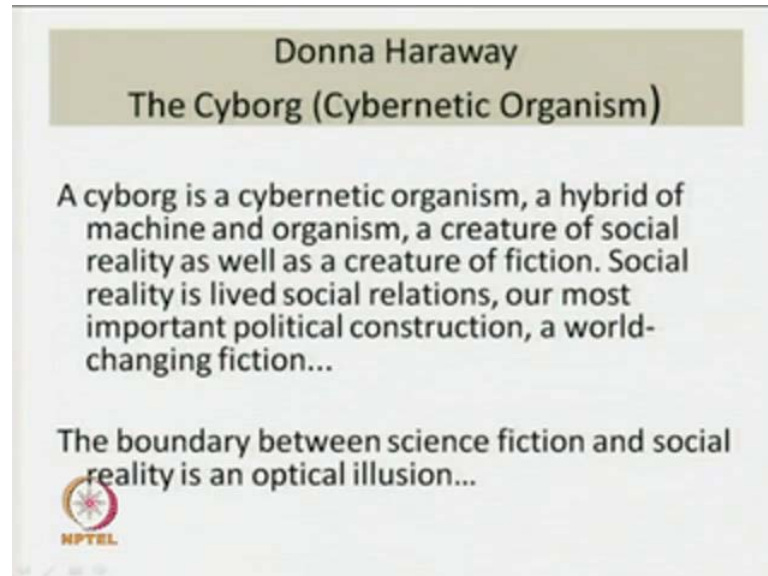 Donna Haraway
The Cyborg (Cybernetic Organism)
A cyborg is a cybernetic organism, a hybrid of
machine and organism, a creature of social
reality as well as a creature of fiction. Social
reality is lived social relations, our most
important political construction, a world-
changing fiction...
The boundary between science fiction and social
reality is an optical illusion...
NPTEL